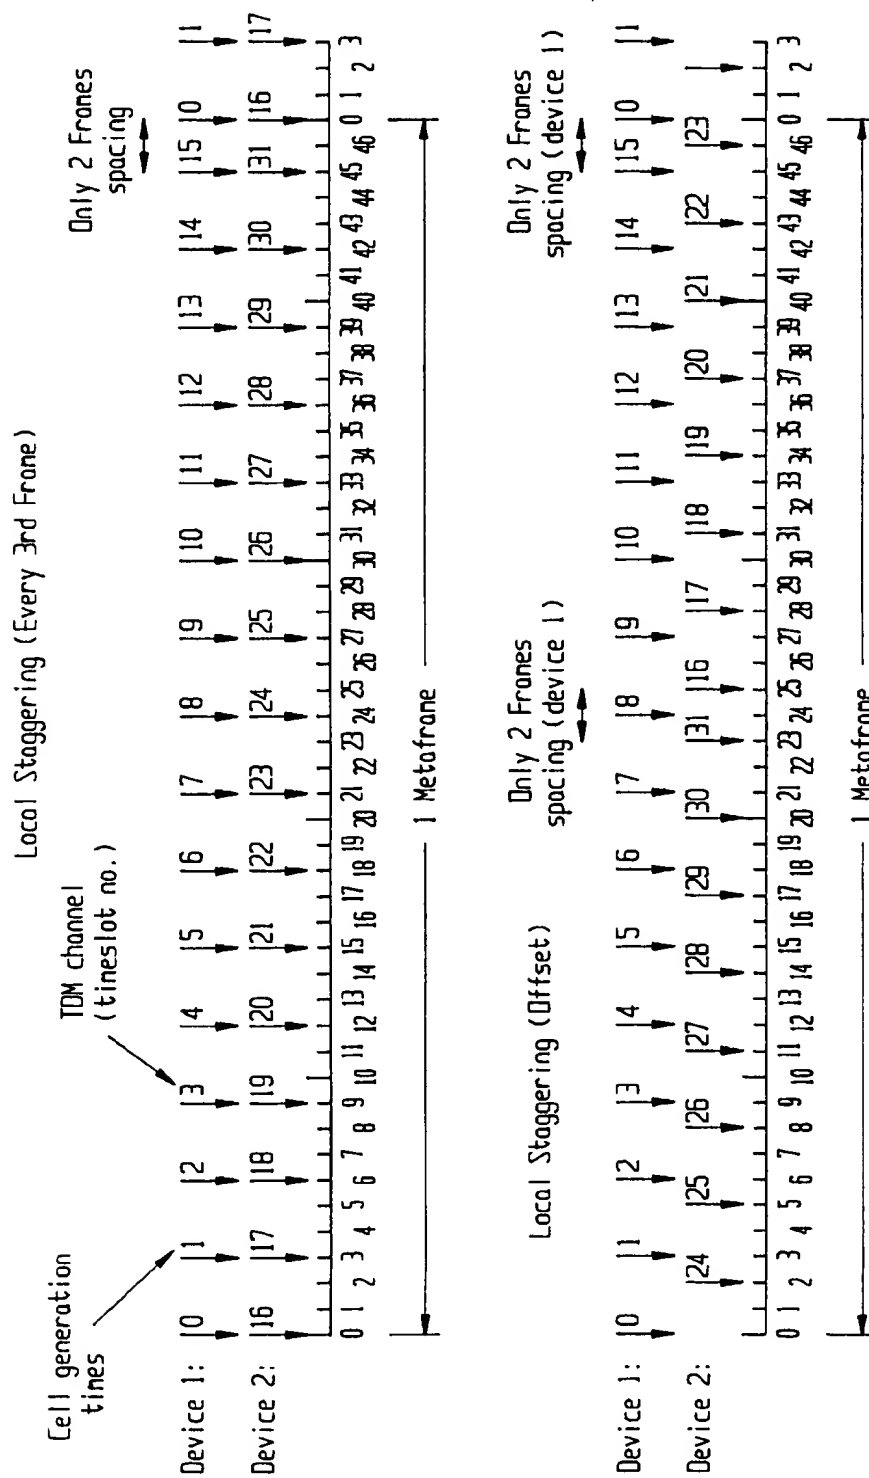 Local Staggering (Every 3rd Frame)
Cell generation
tines
TDM channel
(tineslot no.)
Only 2 Frames
spacing
Device 1: 0 1 2 3 4 5 6 7 8 9 10 11 12 13 14 15 0 1
Device 2: 16 17 18 19 20 21 22 23 24 25 26 27 28 29 30 31 16 17
0 1 2 3 4 5 6 7 8 9 10 11 12 13 14 15 16 17 18 19 20 21 22 23 24 25 26 27 28 29 30 31 32 33 34 35 36 37 38 39 40 41 42 43 44 45 46 0 1 2 3
1 Metaframe
Local Staggering (Offset)
Only 2 Frames
spacing (device 1)
Only 2 Frames
spacing (device 1)
Device 1: 0 1 2 3 4 5 6 7 8 9 10 11 12 13 14 15 0 1
Device 2: 24 25 26 27 28 29 30 31 16 17 18 19 20 21 22 23
0 1 2 3 4 5 6 7 8 9 10 11 12 13 14 15 16 17 18 19 20 21 22 23 24 25 26 27 28 29 30 31 32 33 34 35 36 37 38 39 40 41 42 43 44 45 46 0 1 2 3
1 Metaframe